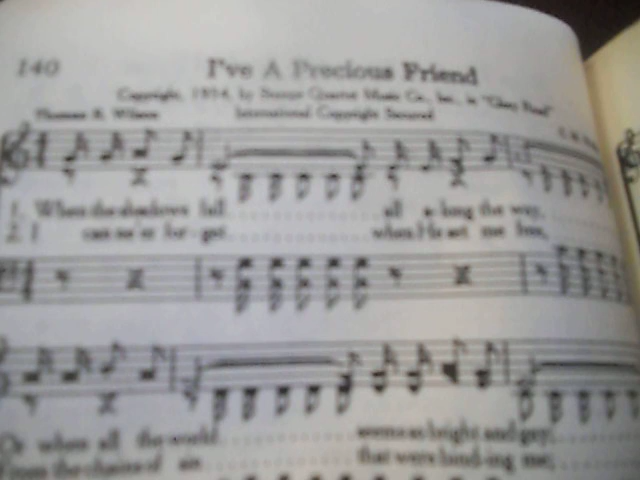 140
I've A Precious Friend
Copyright, 1954, by Stamps Quartet Music Co., Inc., in "Glory Road"
Thomas R. Wilson International Copyright Secured
1. When the shadows fall all a-long the way,
2. I can ne'er for-get when He set me free,
Or when all the world seems so bright and gay;
From the chains of sin that were bind-ing me;